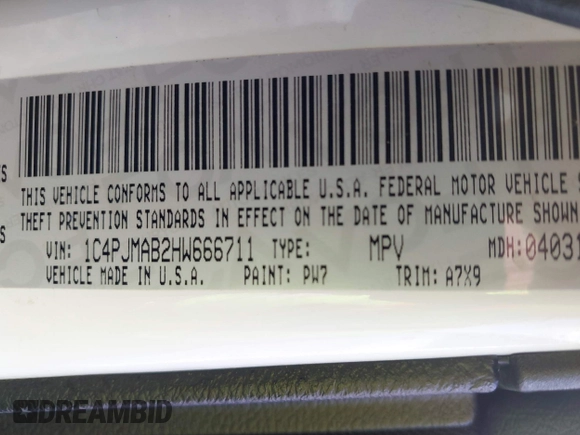 THIS VEHICLE CONFORMS TO ALL APPLICABLE U.S.A. FEDERAL MOTOR VEHICLE
THEFT PREVENTION STANDARDS IN EFFECT ON THE DATE OF MANUFACTURE SHOWN
VIN: 1C4PJMAB2HW666711 TYPE: MPV MDH: 04031
VEHICLE MADE IN U.S.A. PAINT: PW7 TRIM: A7X9
DREAMBID